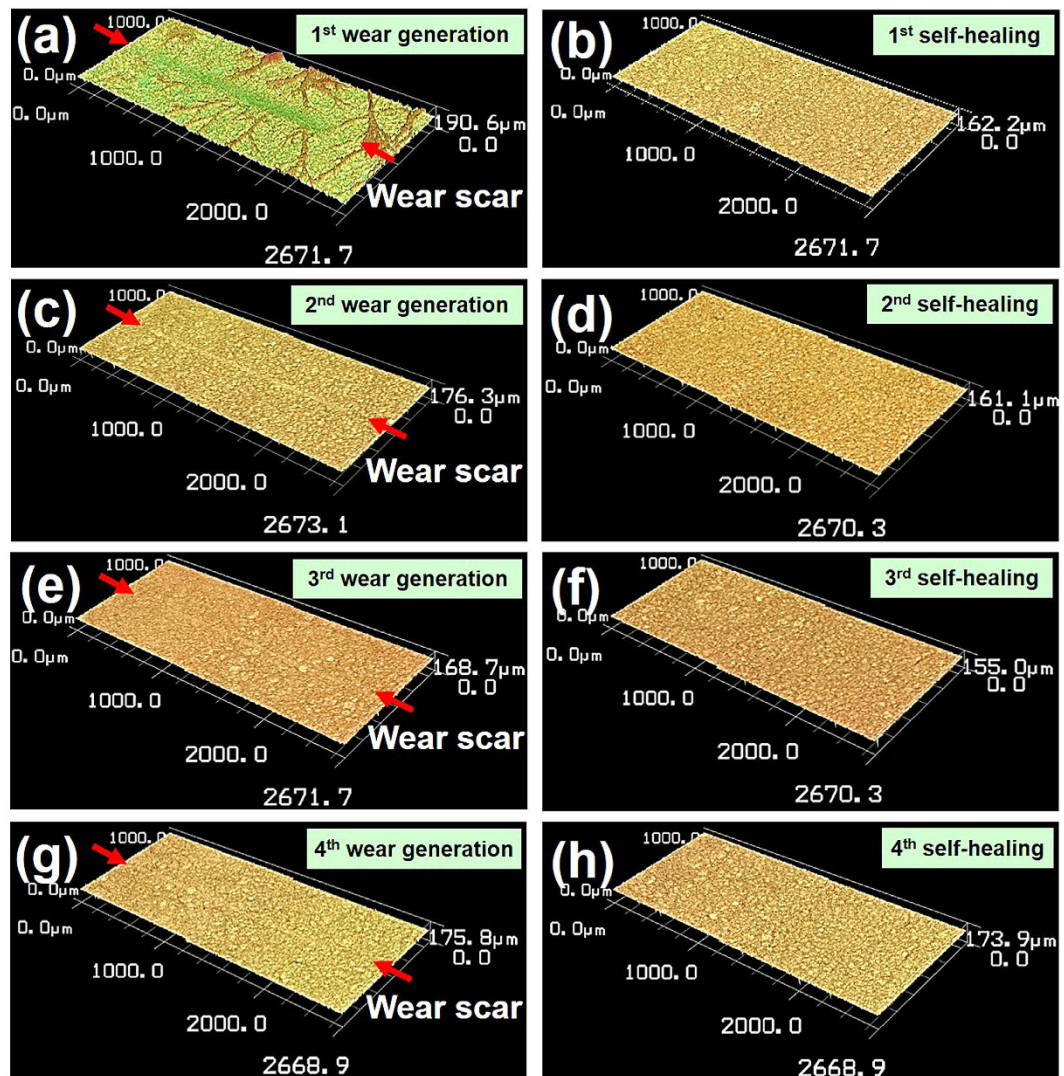 (a)
1st wear generation
1000.0
0.0μm
0.0μm
1000.0
2000.0
2671.7
190.6μm
0.0
Wear scar
(b)
1st self-healing
1000.0
0.0μm
0.0μm
1000.0
2000.0
2671.7
162.2μm
0.0
(c)
2nd wear generation
1000.0
0.0μm
0.0μm
1000.0
2000.0
2673.1
176.3μm
0.0
Wear scar
(d)
2nd self-healing
1000.0
0.0μm
0.0μm
1000.0
2000.0
2670.3
161.1μm
0.0
(e)
3rd wear generation
1000.0
0.0μm
0.0μm
1000.0
2000.0
2671.7
168.7μm
0.0
Wear scar
(f)
3rd self-healing
1000.0
0.0μm
0.0μm
1000.0
2000.0
2670.3
155.0μm
0.0
(g)
4th wear generation
1000.0
0.0μm
0.0μm
1000.0
2000.0
2668.9
175.8μm
0.0
Wear scar
(h)
4th self-healing
1000.0
0.0μm
0.0μm
1000.0
2000.0
2668.9
173.9μm
0.0